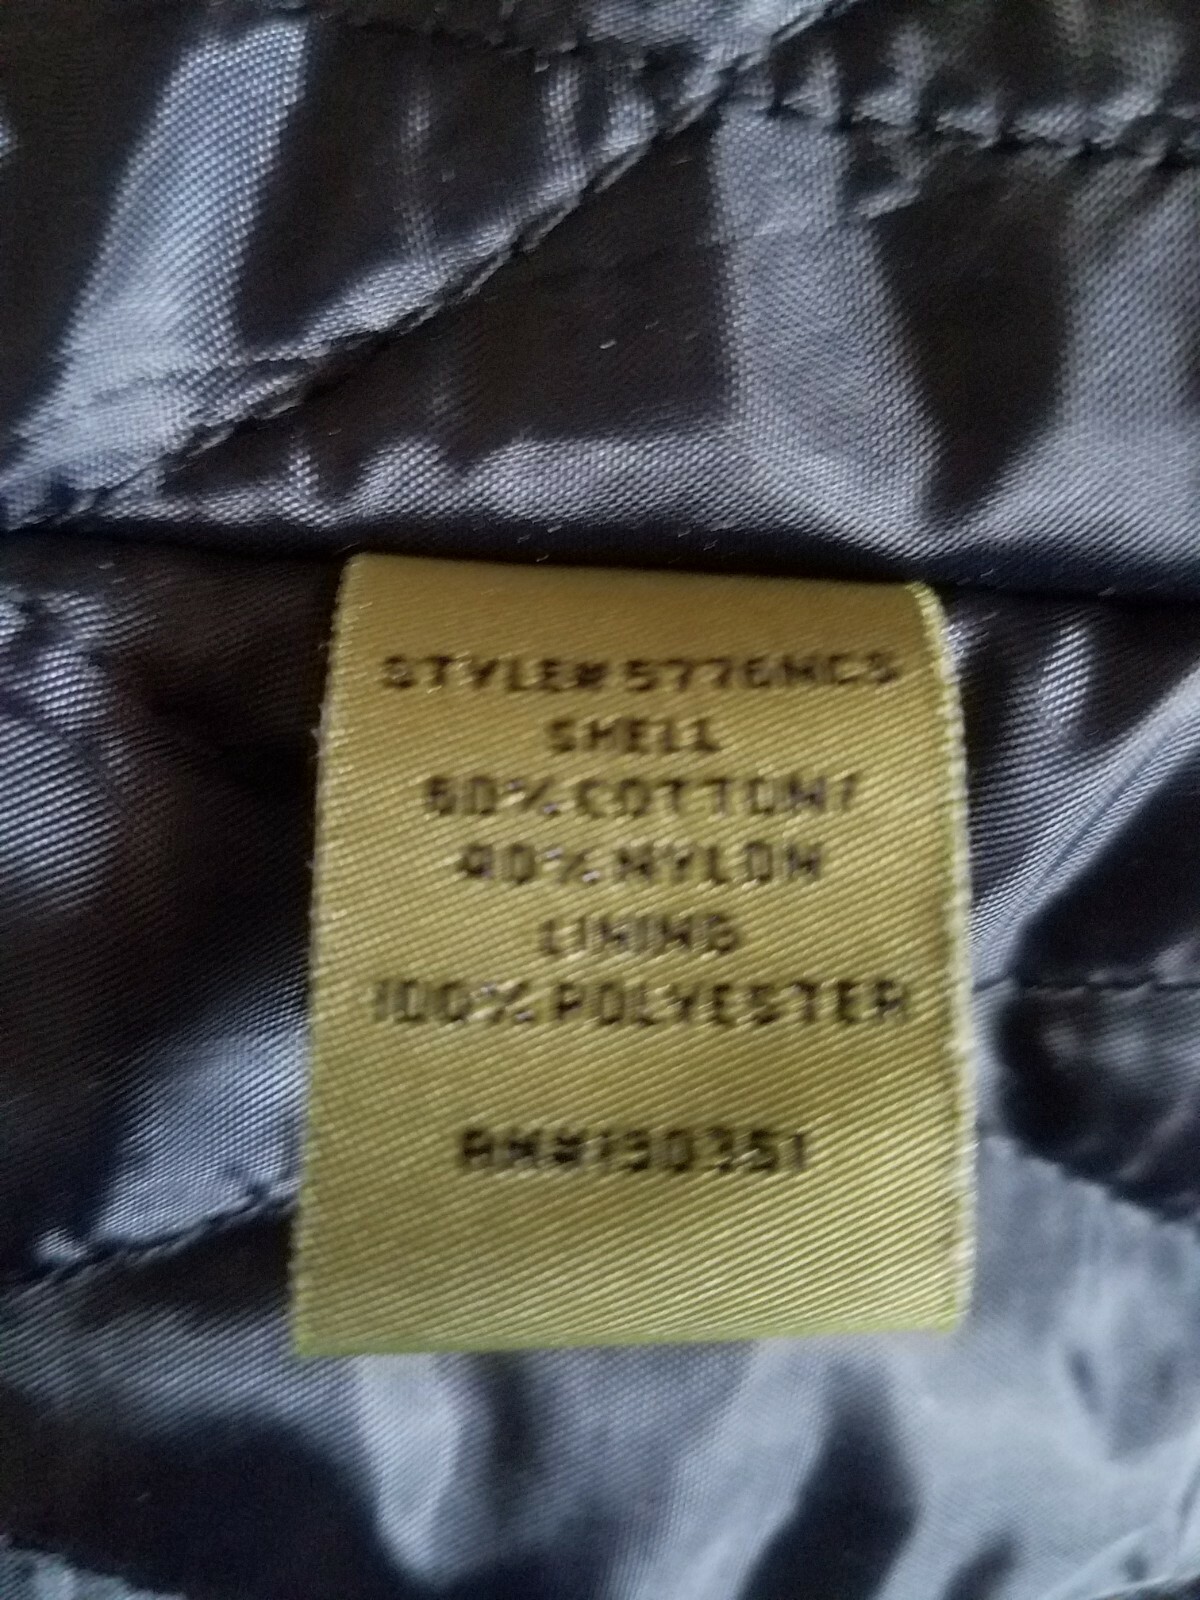 STYLE# 5776MCS
SHELL
60% COTTON/
40% NYLON
LINING
100% POLYESTER
RN#130351